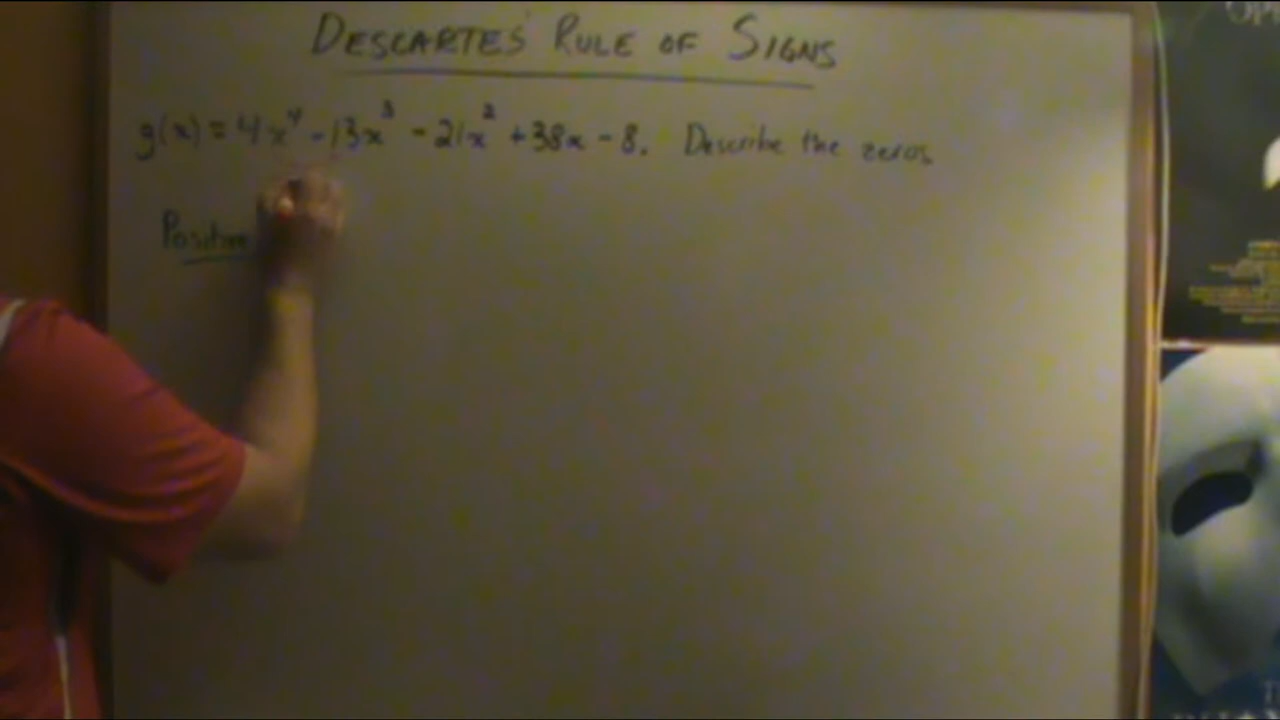 DESCARTES' RULE OF SIGNS
g(x) = 4x⁴ - 13x³ - 21x² + 38x - 8. Describe the zeros.
Positive